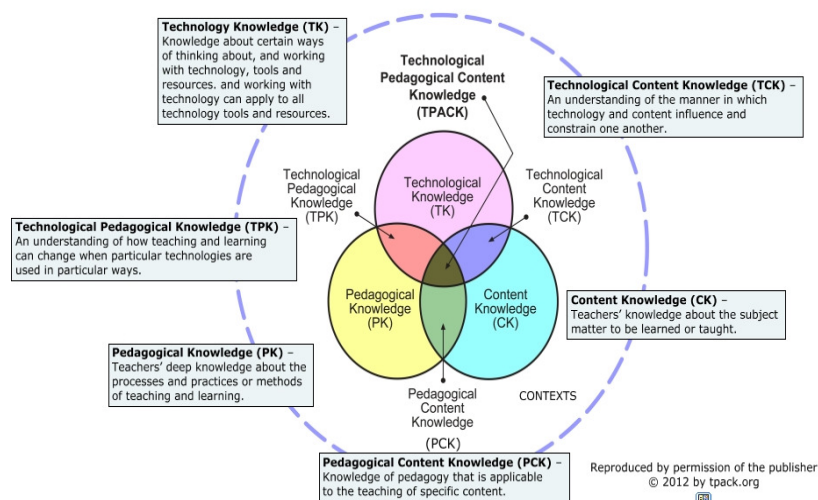 Technology Knowledge (TK) –
Knowledge about certain ways
of thinking about, and working
with technology, tools and
resources. and working with
technology can apply to all
technology tools and resources.
Technological
Pedagogical Content
Knowledge
(TPACK)
Technological Content Knowledge (TCK) –
An understanding of the manner in which
technology and content influence and
constrain one another.
Technological
Pedagogical
Knowledge
(TPK)
Technological
Knowledge
(TK)
Technological
Content
Knowledge
(TCK)
Technological Pedagogical Knowledge (TPK) –
An understanding of how teaching and learning
can change when particular technologies are
used in particular ways.
Pedagogical
Knowledge
(PK)
Content
Knowledge
(CK)
Content Knowledge (CK) –
Teachers' knowledge about the subject
matter to be learned or taught.
Pedagogical Knowledge (PK) –
Teachers' deep knowledge about the
processes and practices or methods
of teaching and learning.
Pedagogical
Content
Knowledge
(PCK)
CONTEXTS
Pedagogical Content Knowledge (PCK) –
Knowledge of pedagogy that is applicable
to the teaching of specific content.
Reproduced by permission of the publisher
© 2012 by tpack.org